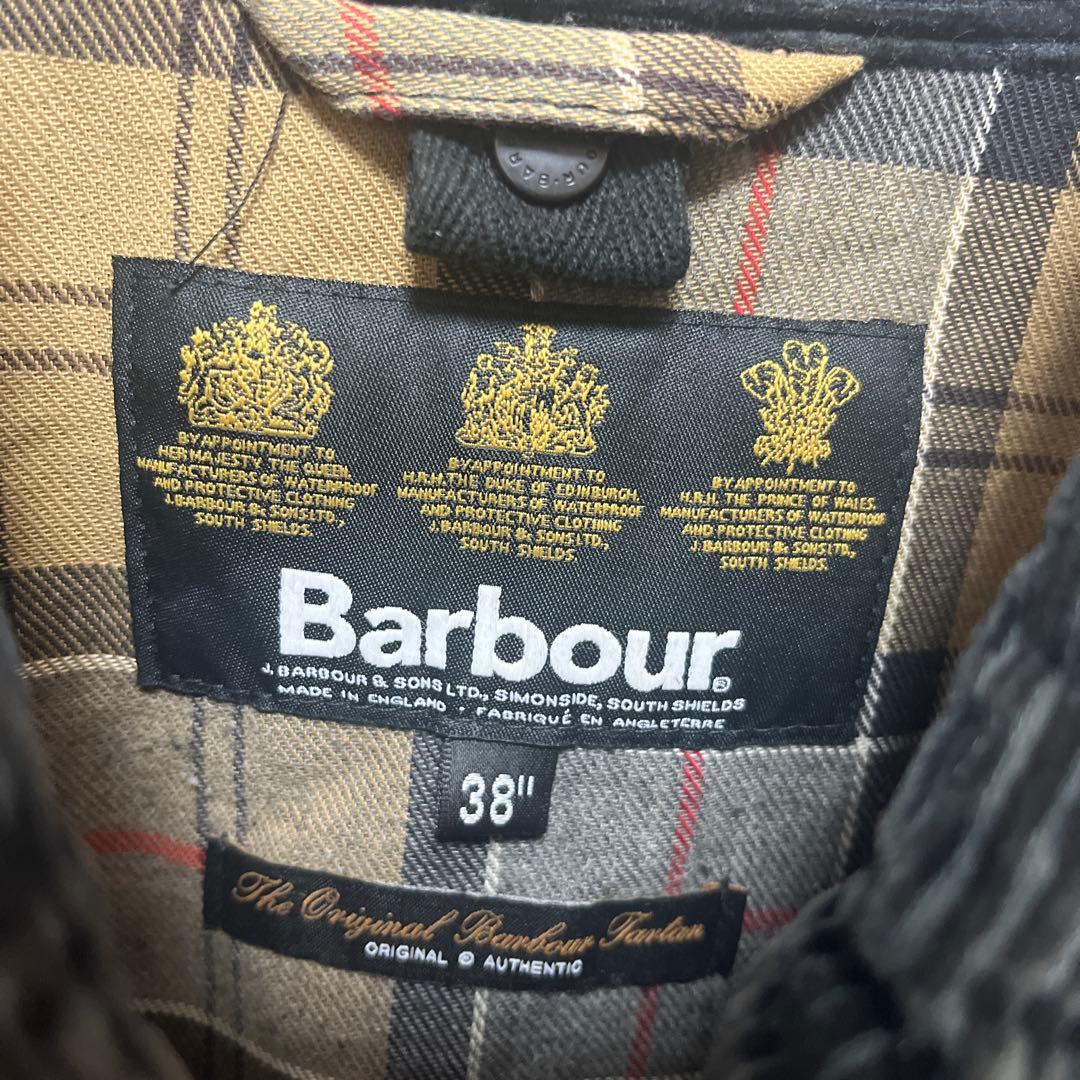 OUR·BAR
BY APPOINTMENT TO
HER MAJESTY THE QUEEN
MANUFACTURERS OF WATERPROOF
AND PROTECTIVE CLOTHING
J.BARBOUR & SONS LTD.,
SOUTH SHIELDS.
BY APPOINTMENT TO
H.R.H. THE DUKE OF EDINBURGH.
MANUFACTURERS OF WATERPROOF
AND PROTECTIVE CLOTHING
J.BARBOUR & SONS LTD.,
SOUTH SHIELDS.
BY APPOINTMENT TO
H.R.H. THE PRINCE OF WALES.
MANUFACTURERS OF WATERPROOF
AND PROTECTIVE CLOTHING
J.BARBOUR & SONS LTD.,
SOUTH SHIELDS.
Barbour®
J. BARBOUR & SONS LTD., SIMONSIDE, SOUTH SHIELDS
MADE IN ENGLAND · FABRIQUÉ EN ANGLETERRE
38"
The Original Barbour Tartan
ORIGINAL @ AUTHENTIC